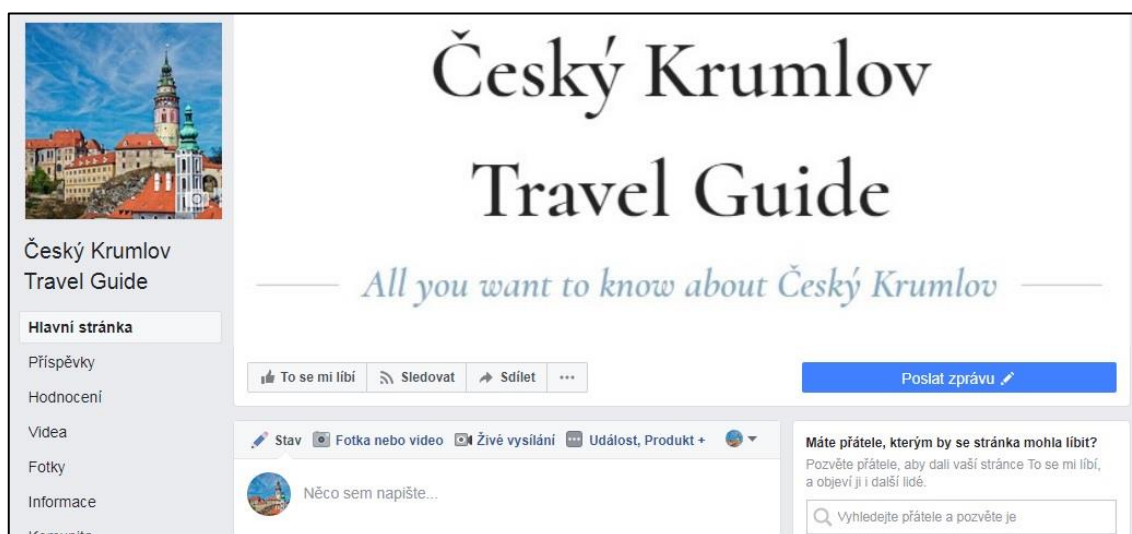 Český Krumlov
Travel Guide
All you want to know about Český Krumlov
Český Krumlov
Travel Guide
Hlavní stránka
Příspěvky
Hodnocení
Videa
Fotky
Informace
Komunita
To se mi líbí Sledovat Sdílet ...
Poslat zprávu
Stav Fotka nebo video Živé vysílání Událost, Produkt +
Něco sem napište...
Máte přátele, kterým by se stránka mohla líbit?
Pozvěte přátele, aby dali vaší stránce To se mi líbí,
a objeví ji i další lidé.
Vyhledejte přátele a pozvěte je